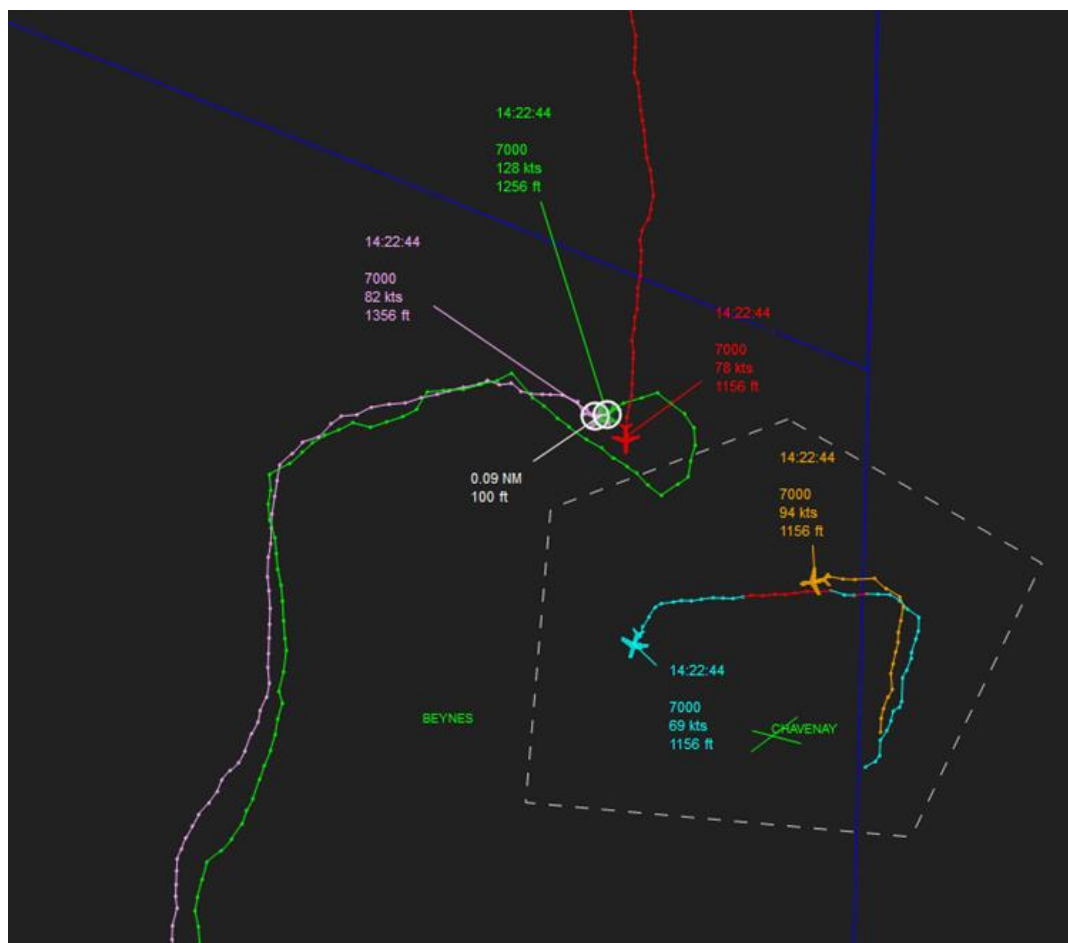 14:22:44
7000
128 kts
1256 ft
14:22:44
7000
82 kts
1356 ft
14:22:44
7000
78 kts
1156 ft
0.09 NM
100 ft
14:22:44
7000
94 kts
1156 ft
14:22:44
7000
69 kts
1156 ft
BEYNES
CHAVENAY